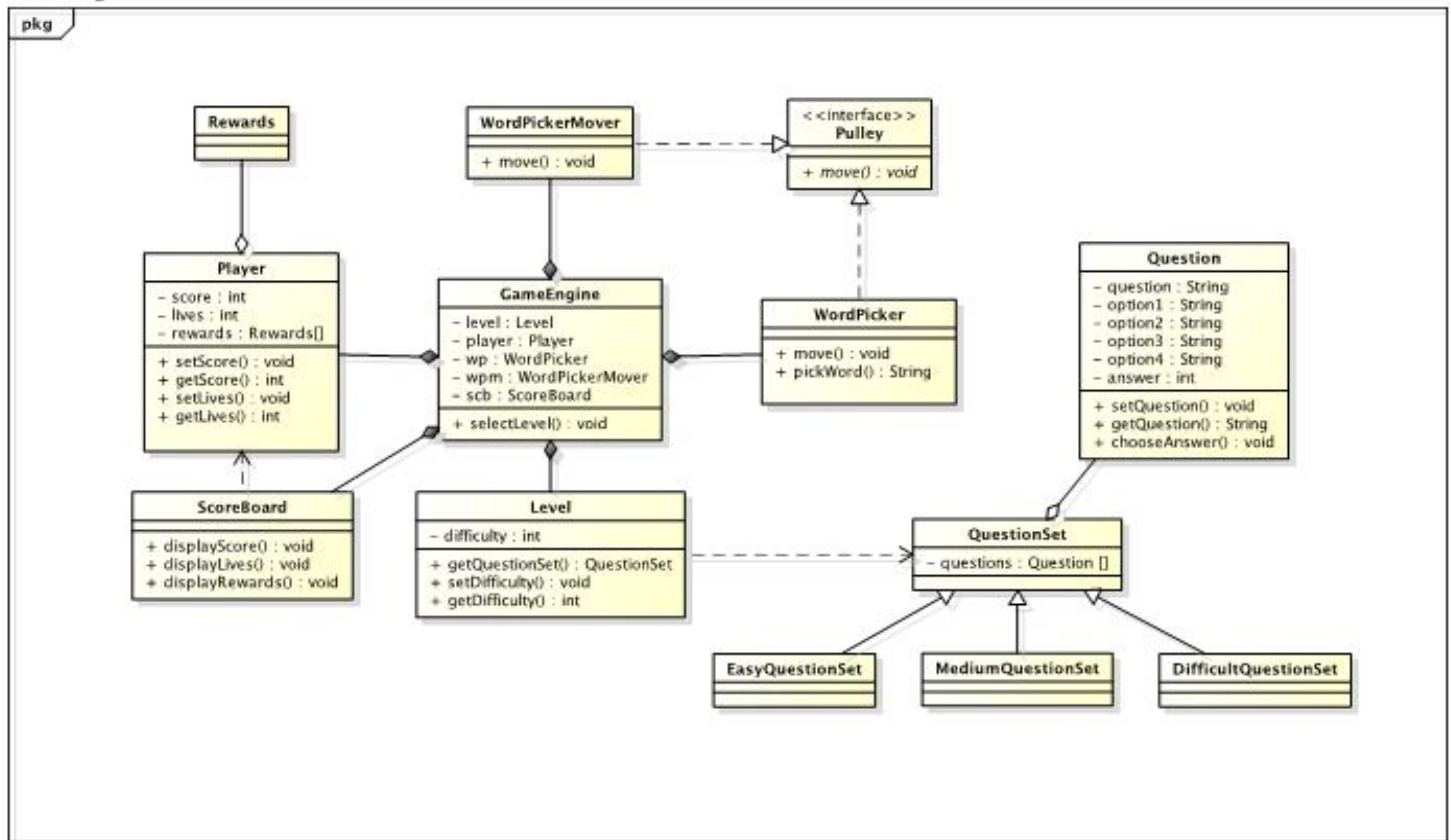 pkg
Rewards
WordPickerMover
+ move() : void
<<interface>>
Pulley
+ move() : void
Player
- score : int
- lives : int
- rewards : Rewards[]
+ setScore() : void
+ getScore() : int
+ setLives() : void
+ getLives() : int
GameEngine
- level : Level
- player : Player
- wp : WordPicker
- wpm : WordPickerMover
- scb : ScoreBoard
+ selectLevel() : void
WordPicker
+ move() : void
+ pickWord() : String
Question
- question : String
- option1 : String
- option2 : String
- option3 : String
- option4 : String
- answer : int
+ setQuestion() : void
+ getQuestion() : String
+ chooseAnswer() : void
ScoreBoard
+ displayScore() : void
+ displayLives() : void
+ displayRewards() : void
Level
- difficulty : int
+ getQuestionSet() : QuestionSet
+ setDifficulty() : void
+ getDifficulty() : int
QuestionSet
- questions : Question []
EasyQuestionSet
MediumQuestionSet
DifficultQuestionSet